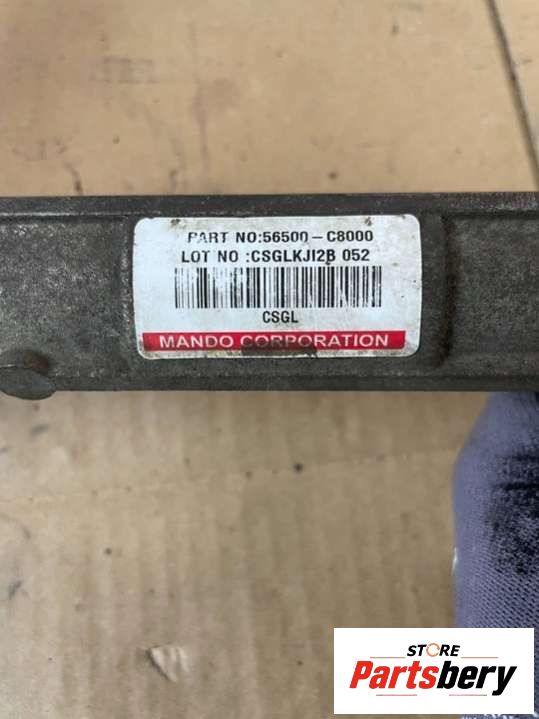 PART NO:56500-C8000
LOT NO :CSGLKJI2B 052
CSGL
MANDO CORPORATION
STORE
Partsbery